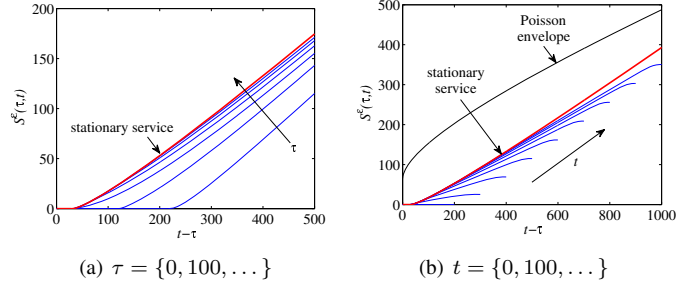 200
150
100
50
0
0 100 200 300 400 500
S^ε(τ,t)
t−τ
stationary service
τ
(a) τ = {0, 100, . . .}
500
400
300
200
100
0
0 200 400 600 800 1000
S^ε(τ,t)
t−τ
Poisson
envelope
stationary
service
t
(b) t = {0, 100, . . .}